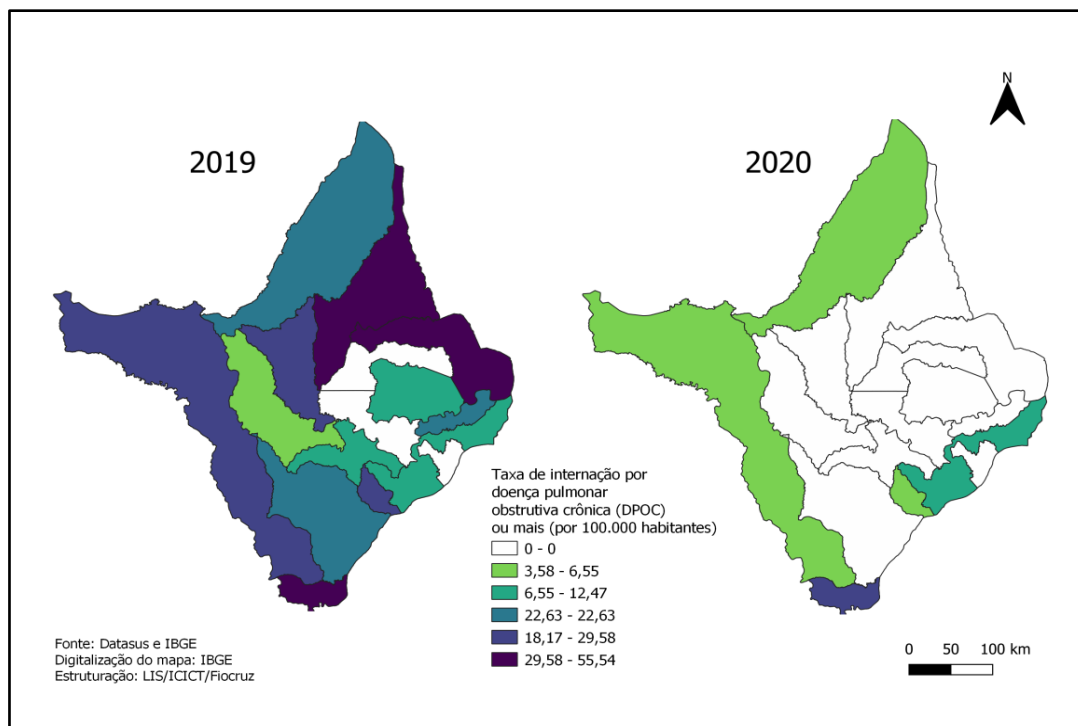 N
2019
2020
Taxa de internação por
doença pulmonar
obstrutiva crônica (DPOC)
ou mais (por 100.000 habitantes)
0 - 0
3,58 - 6,55
6,55 - 12,47
22,63 - 22,63
18,17 - 29,58
29,58 - 55,54
Fonte: Datasus e IBGE
Digitalização do mapa: IBGE
Estruturação: LIS/ICICT/Fiocruz
0 50 100 km